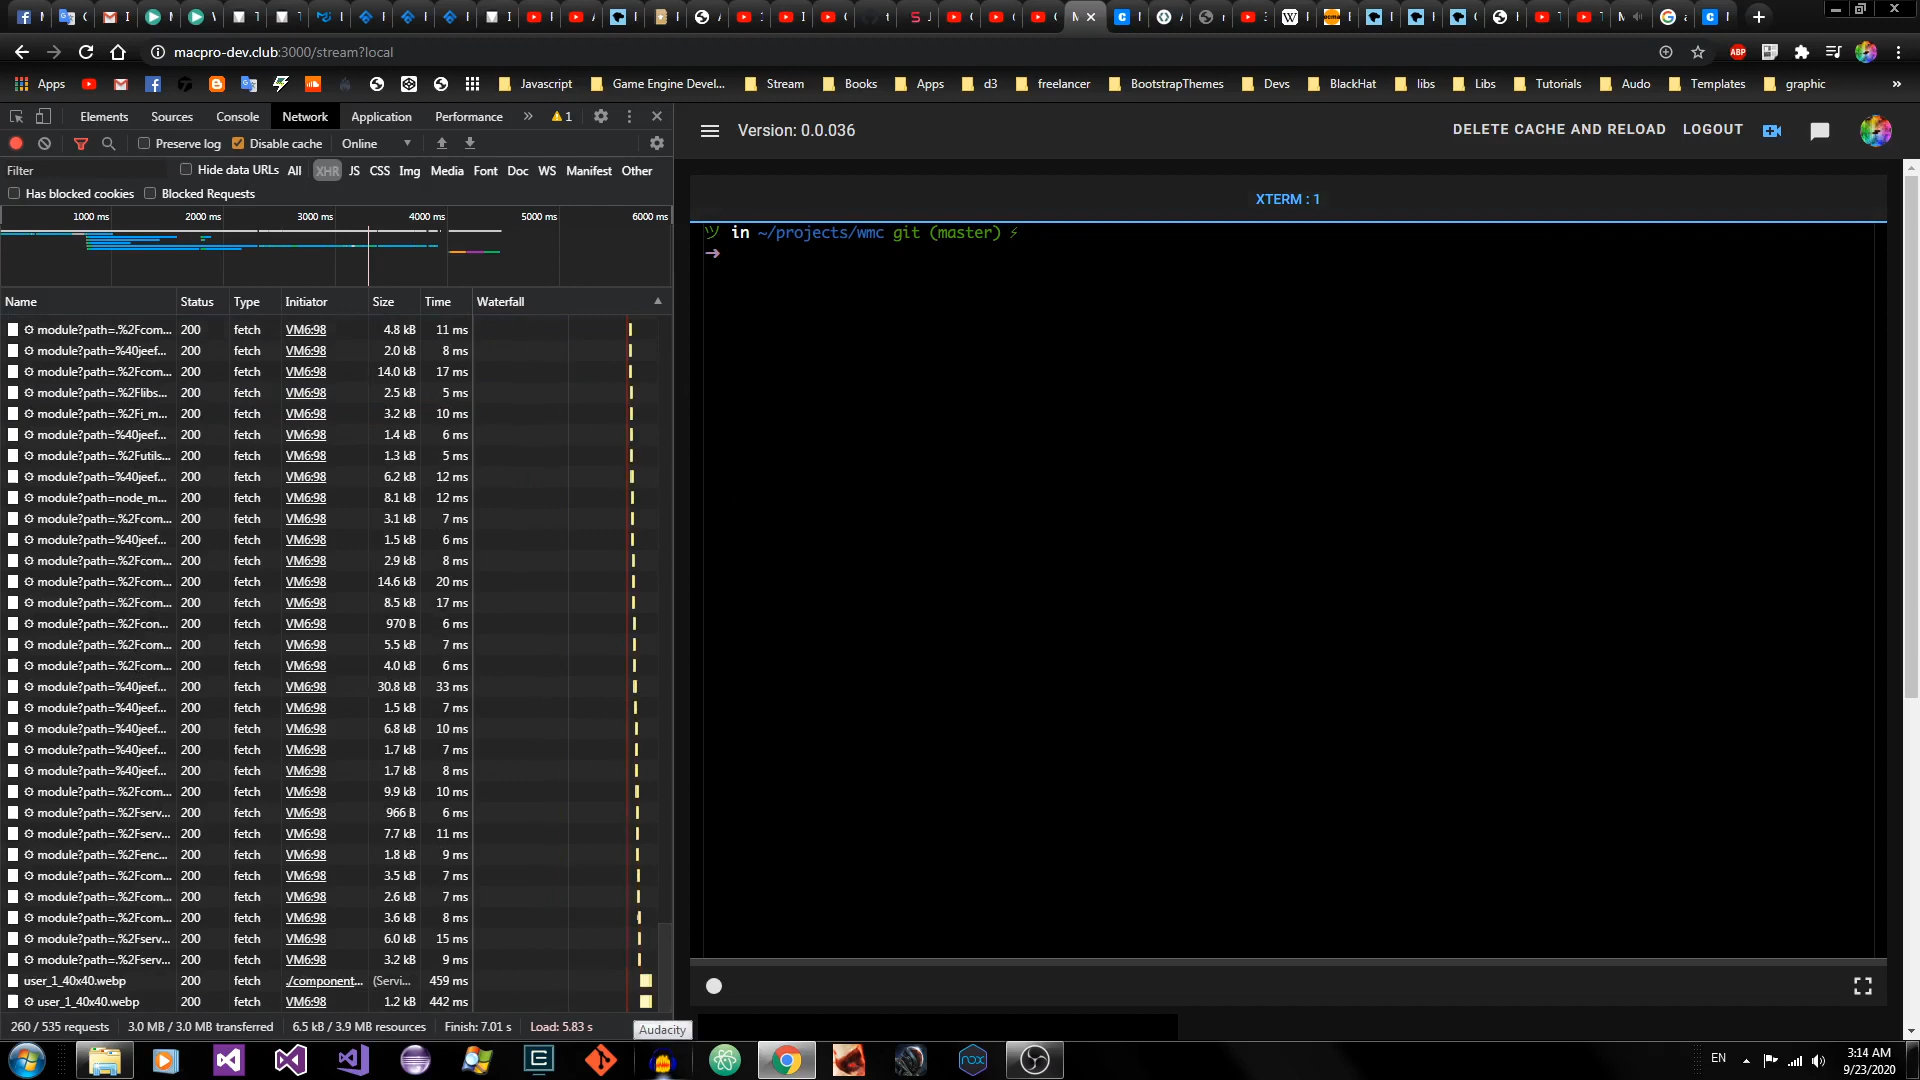 macpro-dev.club:3000/stream?local
Apps
Javascript
Game Engine Devel...
Stream
Books
Apps
d3
freelancer
BootstrapThemes
Devs
BlackHat
libs
Libs
Tutorials
Audo
Templates
graphic
Elements Sources Console Network Application Performance 1
Preserve log Disable cache Online
Filter Hide data URLs All XHR JS CSS Img Media Font Doc WS Manifest Other
Has blocked cookies Blocked Requests
1000 ms 2000 ms 3000 ms 4000 ms 5000 ms 6000 ms
Name Status Type Initiator Size Time Waterfall
module?path=.%2Fcom... 200 fetch VM6:98 4.8 kB 11 ms
module?path=%40jeef... 200 fetch VM6:98 2.0 kB 8 ms
module?path=.%2Fcom... 200 fetch VM6:98 14.0 kB 17 ms
module?path=.%2Flibs... 200 fetch VM6:98 2.5 kB 5 ms
module?path=.%2Fi_m... 200 fetch VM6:98 3.2 kB 10 ms
module?path=%40jeef... 200 fetch VM6:98 1.4 kB 6 ms
module?path=.%2Futils... 200 fetch VM6:98 1.3 kB 5 ms
module?path=%40jeef... 200 fetch VM6:98 6.2 kB 12 ms
module?path=node_m... 200 fetch VM6:98 8.1 kB 12 ms
module?path=.%2Fcom... 200 fetch VM6:98 3.1 kB 7 ms
module?path=%40jeef... 200 fetch VM6:98 1.5 kB 6 ms
module?path=.%2Fcom... 200 fetch VM6:98 2.9 kB 8 ms
module?path=.%2Fcom... 200 fetch VM6:98 14.6 kB 20 ms
module?path=.%2Fcom... 200 fetch VM6:98 8.5 kB 17 ms
module?path=.%2Fcon... 200 fetch VM6:98 970 B 6 ms
module?path=.%2Fcom... 200 fetch VM6:98 5.5 kB 7 ms
module?path=.%2Fcom... 200 fetch VM6:98 4.0 kB 6 ms
module?path=%40jeef... 200 fetch VM6:98 30.8 kB 33 ms
module?path=%40jeef... 200 fetch VM6:98 1.5 kB 7 ms
module?path=%40jeef... 200 fetch VM6:98 6.8 kB 10 ms
module?path=%40jeef... 200 fetch VM6:98 1.7 kB 7 ms
module?path=%40jeef... 200 fetch VM6:98 1.7 kB 8 ms
module?path=.%2Fcom... 200 fetch VM6:98 9.9 kB 10 ms
module?path=.%2Fserv... 200 fetch VM6:98 966 B 6 ms
module?path=.%2Fserv... 200 fetch VM6:98 7.7 kB 11 ms
module?path=.%2Fenc... 200 fetch VM6:98 1.8 kB 9 ms
module?path=.%2Fcom... 200 fetch VM6:98 3.5 kB 7 ms
module?path=.%2Fcom... 200 fetch VM6:98 2.6 kB 7 ms
module?path=.%2Fcom... 200 fetch VM6:98 3.6 kB 8 ms
module?path=.%2Fserv... 200 fetch VM6:98 6.0 kB 15 ms
module?path=.%2Fserv... 200 fetch VM6:98 3.2 kB 9 ms
user_1_40x40.webp 200 fetch ./component... (Servi... 459 ms
user_1_40x40.webp 200 fetch VM6:98 1.2 kB 442 ms
260 / 535 requests 3.0 MB / 3.0 MB transferred 6.5 kB / 3.9 MB resources Finish: 7.01 s Load: 5.83 s
Audacity
Version: 0.0.036
DELETE CACHE AND RELOAD LOGOUT
XTERM : 1
ツ in ~/projects/wmc git (master) ⚡
➜
EN
3:14 AM
9/23/2020